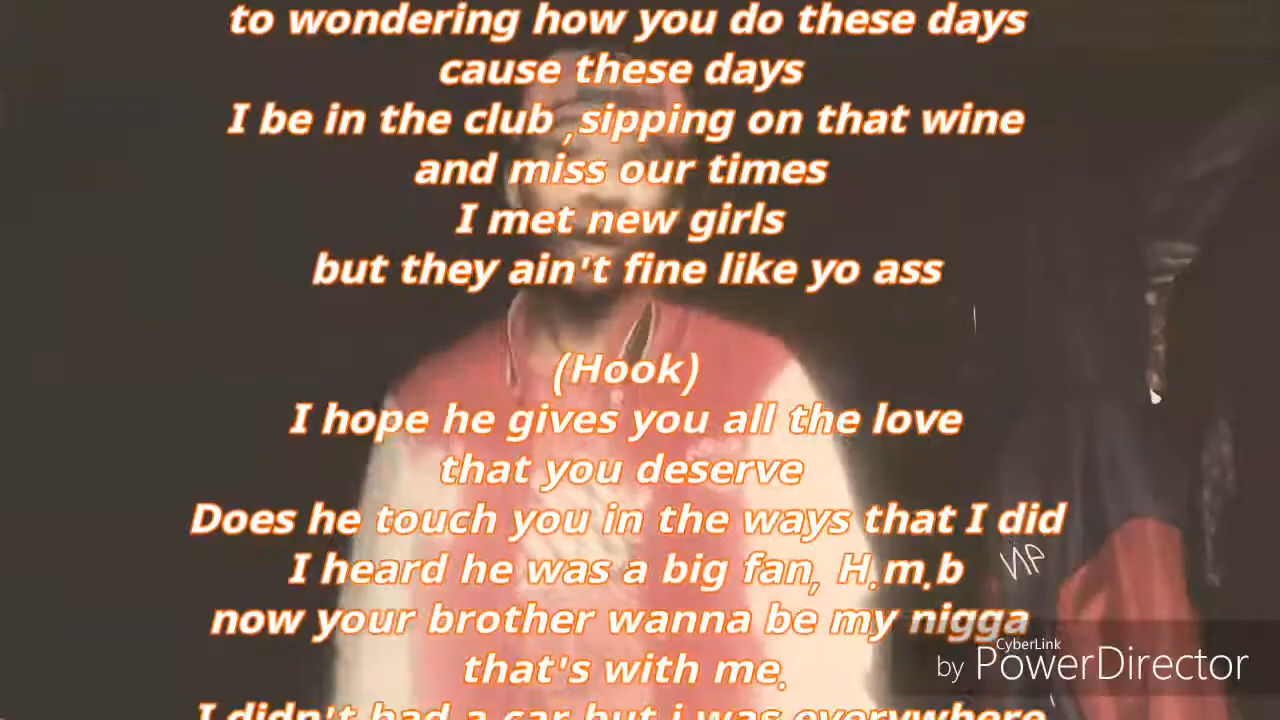 to wondering how you do these days
cause these days
I be in the club ,sipping on that wine
and miss our times
I met new girls
but they ain't fine like yo ass
(Hook)
I hope he gives you all the love
that you deserve
Does he touch you in the ways that I did
I heard he was a big fan, H.m.b
now your brother wanna be my nigga
that's with me.
I didn't had a car but i was everywhere
CyberLink
by PowerDirector